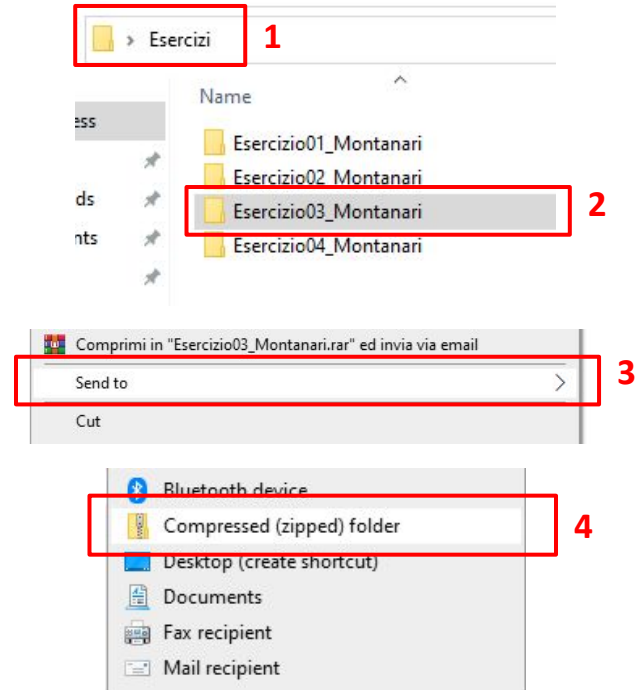 Esercizi
1
Name
ess
Esercizio01_Montanari
Esercizio02_Montanari
ds
Esercizio03_Montanari
2
nts
Esercizio04_Montanari
Comprimi in "Esercizio03_Montanari.rar" ed invia via email
Send to
3
Cut
Bluetooth device
Compressed (zipped) folder
4
Desktop (create shortcut)
Documents
Fax recipient
Mail recipient